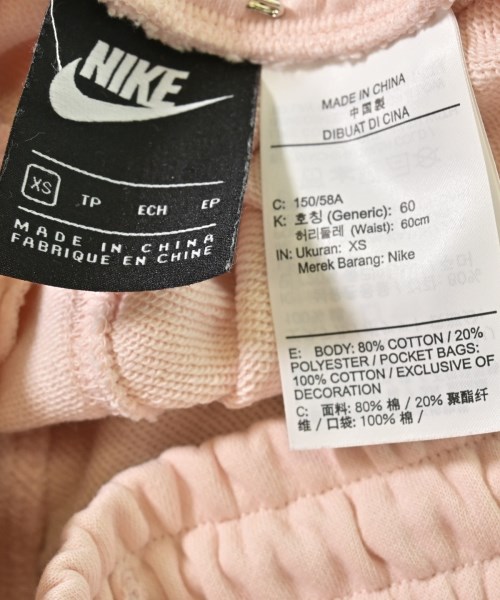 NIKE
XS TP ECH EP
MADE IN CHINA
FABRIQUE EN CHINE
MADE IN CHINA
中国製
DIBUAT DI CINA
C: 150/58A
K: 호칭 (Generic): 60
허리둘레 (Waist): 60cm
IN: Ukuran: XS
Merek Barang: Nike
E: BODY: 80% COTTON / 20%
POLYESTER / POCKET BAGS:
100% COTTON / EXCLUSIVE OF
DECORATION
C: 面料: 80% 棉 / 20% 聚酯纤
维 / 口袋: 100% 棉 /